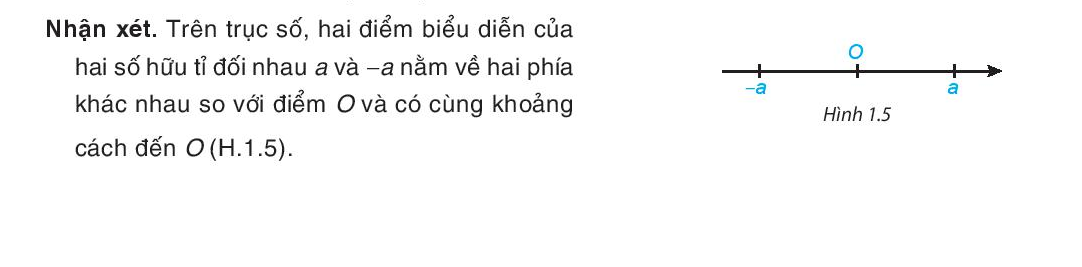 Nhận xét. Trên trục số, hai điểm biểu diễn của
hai số hữu tỉ đối nhau a và –a nằm về hai phía
khác nhau so với điểm O và có cùng khoảng
cách đến O (H.1.5).
O
–a
a
Hình 1.5